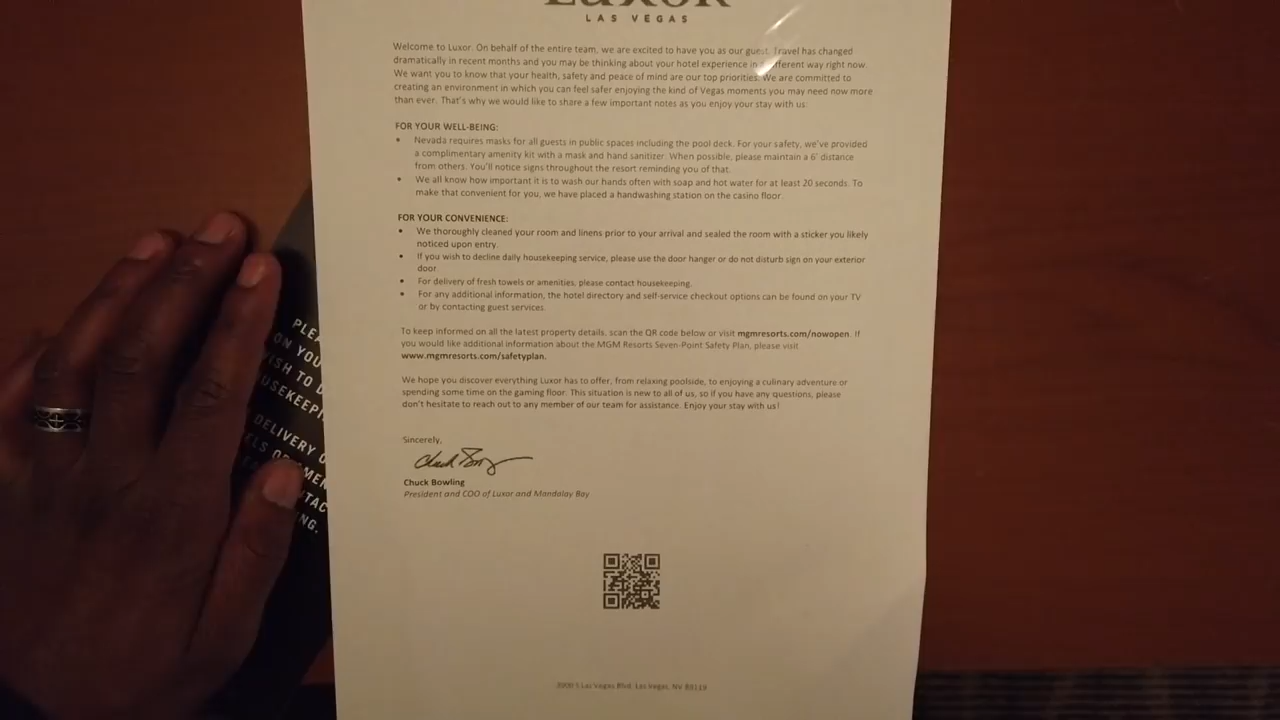 Luxor
LAS VEGAS
Welcome to Luxor. On behalf of the entire team, we are excited to have you as our guest. Travel has changed
dramatically in recent months and you may be thinking about your hotel experience in a different way right now.
We want you to know that your health, safety and peace of mind are our top priorities. We are committed to
creating an environment in which you can feel safer enjoying the kind of Vegas moments you may need now more
than ever. That's why we would like to share a few important notes as you enjoy your stay with us:
FOR YOUR WELL-BEING:
• Nevada requires masks for all guests in public spaces including the pool deck. For your safety, we've provided
a complimentary amenity kit with a mask and hand sanitizer. When possible, please maintain a 6' distance
from others. You'll notice signs throughout the resort reminding you of that.
• We all know how important it is to wash our hands often with soap and hot water for at least 20 seconds. To
make that convenient for you, we have placed a handwashing station on the casino floor.
FOR YOUR CONVENIENCE:
• We thoroughly cleaned your room and linens prior to your arrival and sealed the room with a sticker you likely
noticed upon entry.
• If you wish to decline daily housekeeping service, please use the door hanger or do not disturb sign on your exterior
door.
• For delivery of fresh towels or amenities, please contact housekeeping.
• For any additional information, the hotel directory and self-service checkout options can be found on your TV
or by contacting guest services.
To keep informed on all the latest property details, scan the QR code below or visit mgmresorts.com/nowopen. If
you would like additional information about the MGM Resorts Seven-Point Safety Plan, please visit
www.mgmresorts.com/safetyplan.
We hope you discover everything Luxor has to offer, from relaxing poolside, to enjoying a culinary adventure or
spending some time on the gaming floor. This situation is new to all of us, so if you have any questions, please
don't hesitate to reach out to any member of our team for assistance. Enjoy your stay with us!
Sincerely,
Chuck Bowling
President and COO of Luxor and Mandalay Bay
3900 S Las Vegas Blvd. Las Vegas, NV 89119
PLEA
ON YOU
ISH TO D
USEKEEPI
DELIVERY O
ELS OR
MEN
TAC
NG.